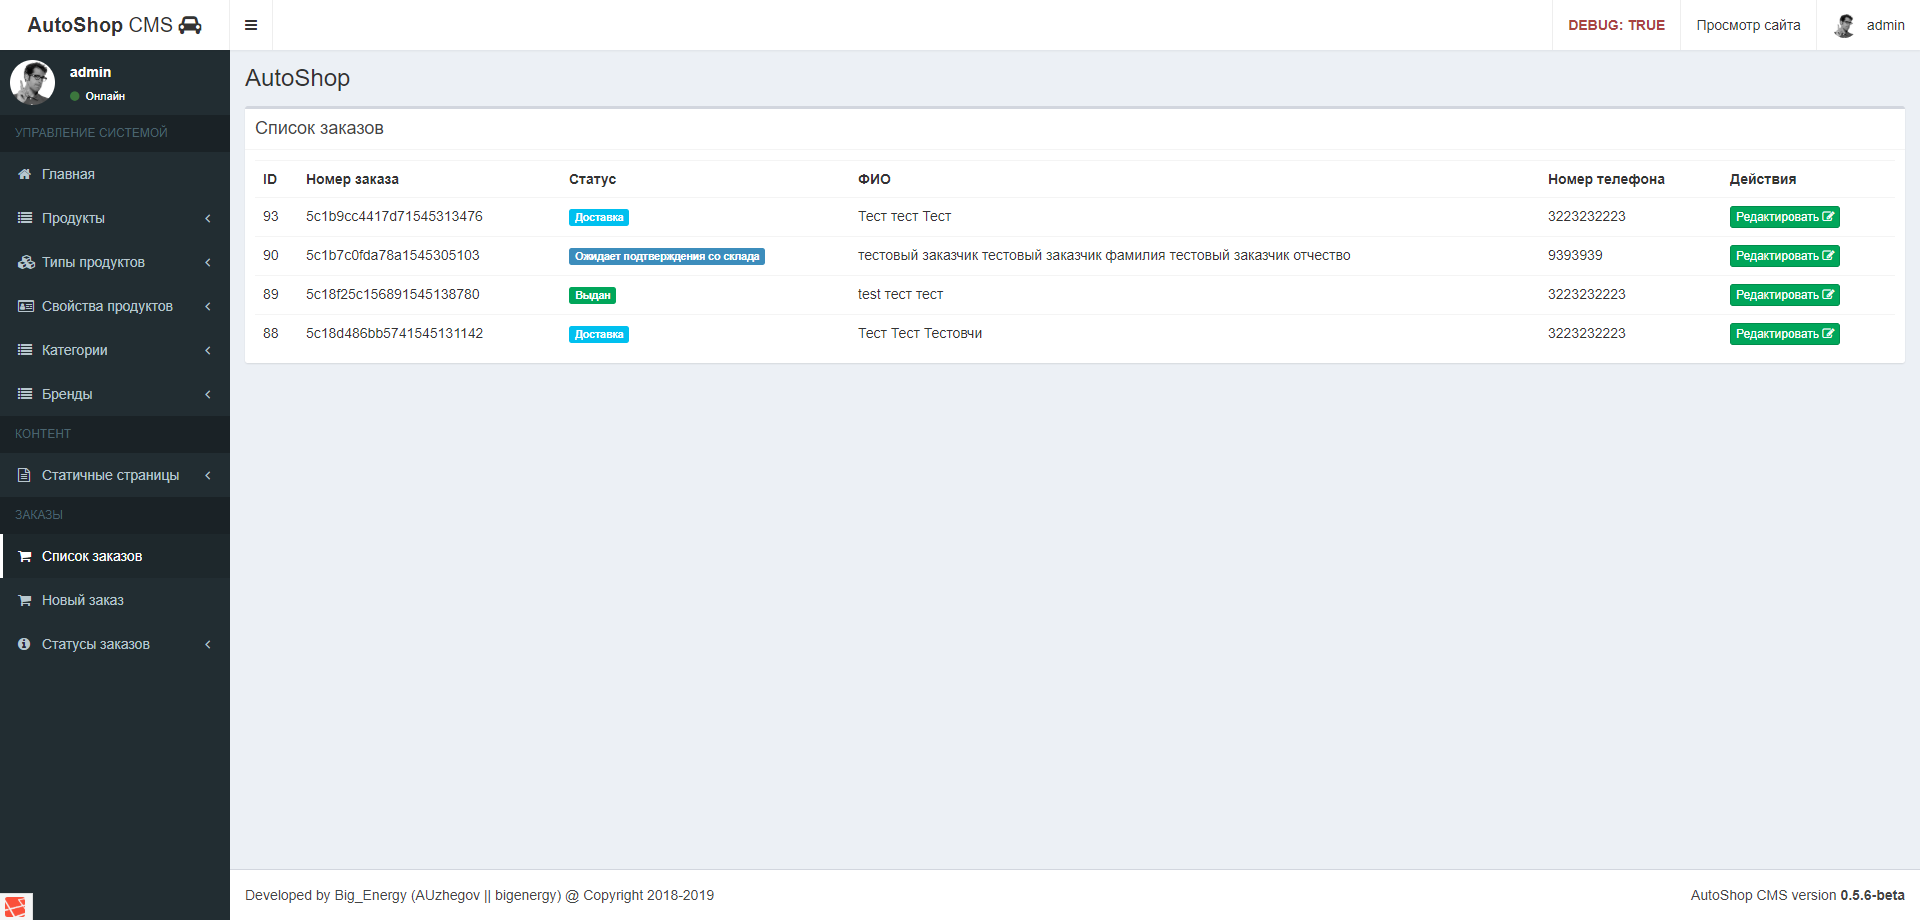 AutoShop CMS
DEBUG: TRUE
Просмотр сайта
admin
admin
Онлайн
УПРАВЛЕНИЕ СИСТЕМОЙ
Главная
Продукты
Типы продуктов
Свойства продуктов
Категории
Бренды
КОНТЕНТ
Статичные страницы
ЗАКАЗЫ
Список заказов
Новый заказ
Статусы заказов
AutoShop
Список заказов
ID Номер заказа Статус ФИО Номер телефона Действия
93 5c1b9cc4417d71545313476 Доставка Тест тест Тест 3223232223 Редактировать
90 5c1b7c0fda78a1545305103 Ожидает подтверждения со склада тестовый заказчик тестовый заказчик фамилия тестовый заказчик отчество 9393939 Редактировать
89 5c18f25c156891545138780 Выдан test тест тест 3223232223 Редактировать
88 5c18d486bb5741545131142 Доставка Тест Тест Тестовчи 3223232223 Редактировать
Developed by Big_Energy (AUzhegov || bigenergy) @ Copyright 2018-2019
AutoShop CMS version 0.5.6-beta